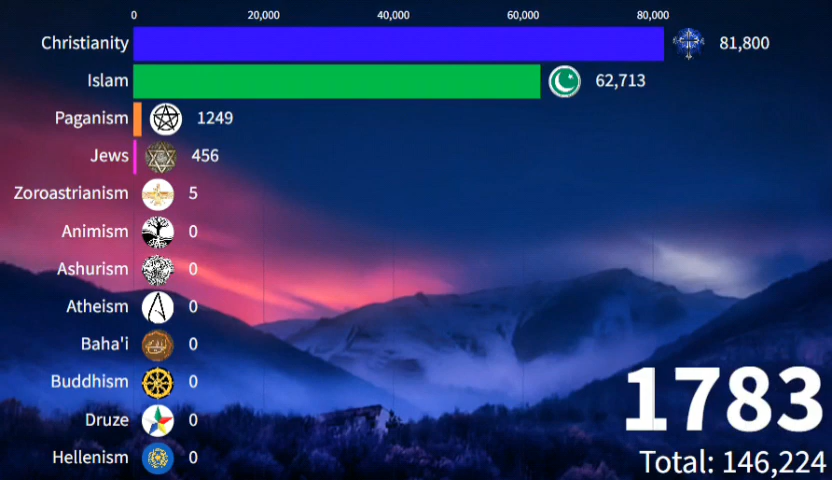 0 20,000 40,000 60,000 80,000
Christianity 81,800
Islam 62,713
Paganism 1249
Jews 456
Zoroastrianism 5
Animism 0
Ashurism 0
Atheism 0
Baha'i 0
Buddhism 0
Druze 0
Hellenism 0
1783
Total: 146,224